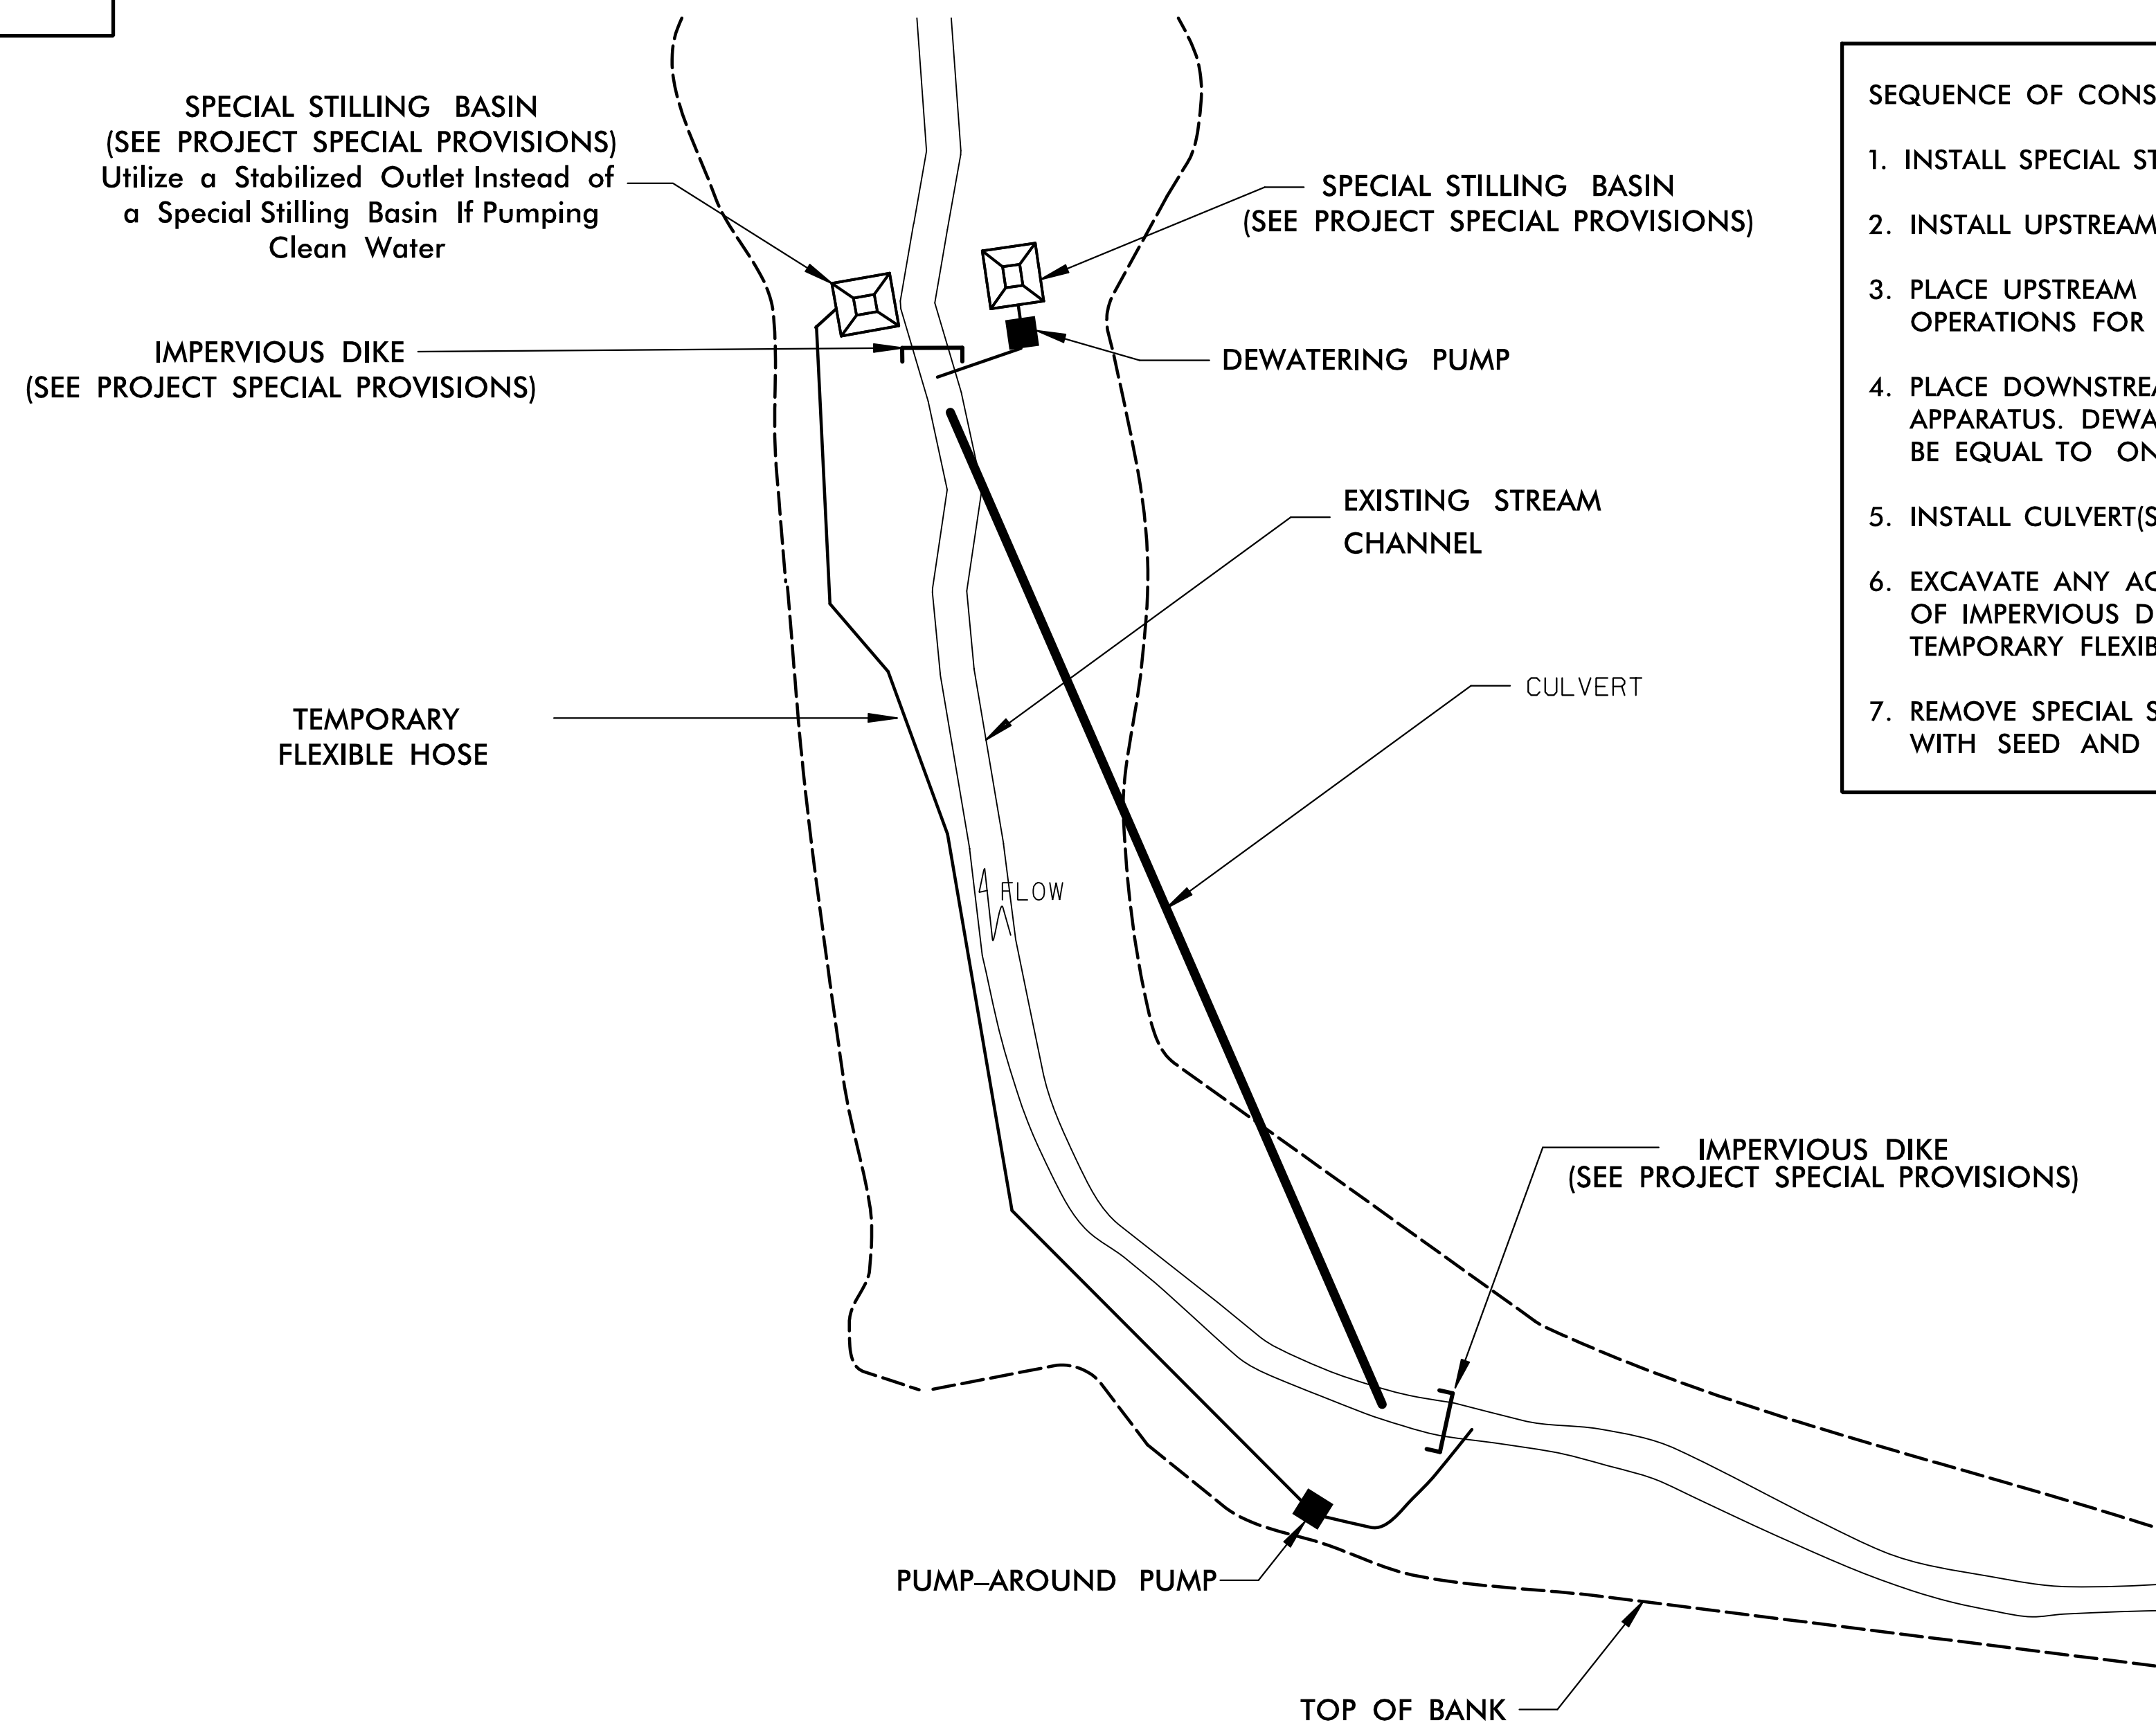 SPECIAL STILLING BASIN
(SEE PROJECT SPECIAL PROVISIONS)
Utilize a Stabilized Outlet Instead of
a Special Stilling Basin If Pumping
Clean Water
SPECIAL STILLING BASIN
(SEE PROJECT SPECIAL PROVISIONS)
IMPERVIOUS DIKE
(SEE PROJECT SPECIAL PROVISIONS)
DEWATERING PUMP
EXISTING STREAM
CHANNEL
CULVERT
TEMPORARY
FLEXIBLE HOSE
FLOW
IMPERVIOUS DIKE
(SEE PROJECT SPECIAL PROVISIONS)
PUMP-AROUND PUMP
TOP OF BANK
SEQUENCE OF CONS
1. INSTALL SPECIAL ST
2. INSTALL UPSTREAM
3. PLACE UPSTREAM
OPERATIONS FOR
4. PLACE DOWNSTREA
APPARATUS. DEWA
BE EQUAL TO ON
5. INSTALL CULVERT(S
6. EXCAVATE ANY AC
OF IMPERVIOUS D
TEMPORARY FLEXIB
7. REMOVE SPECIAL S
WITH SEED AND